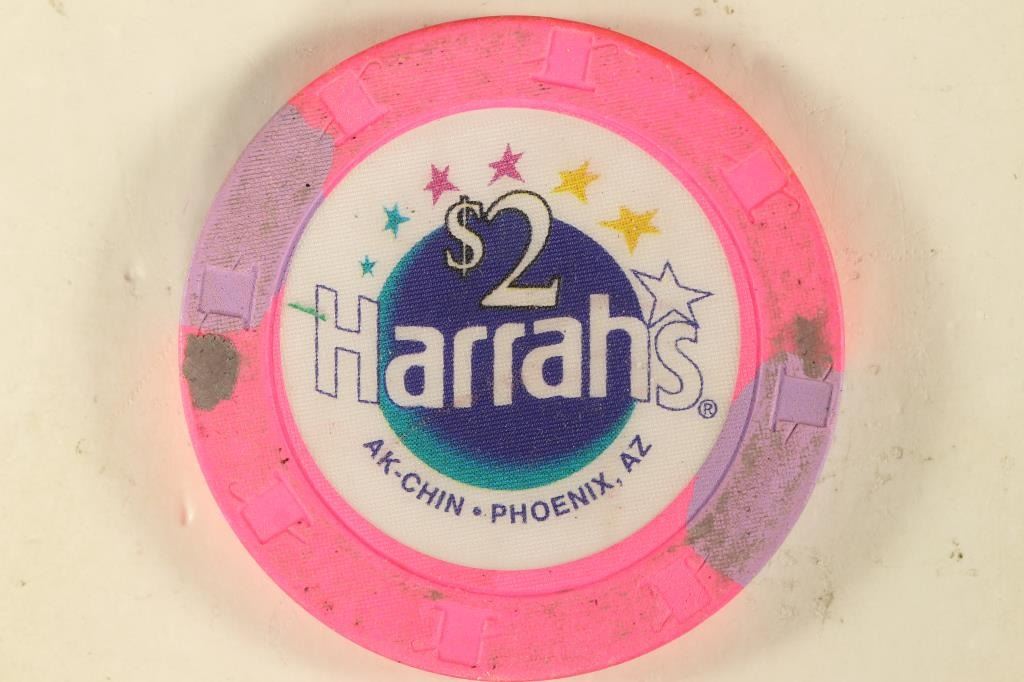 $2
Harrah's®
AK-CHIN • PHOENIX, AZ